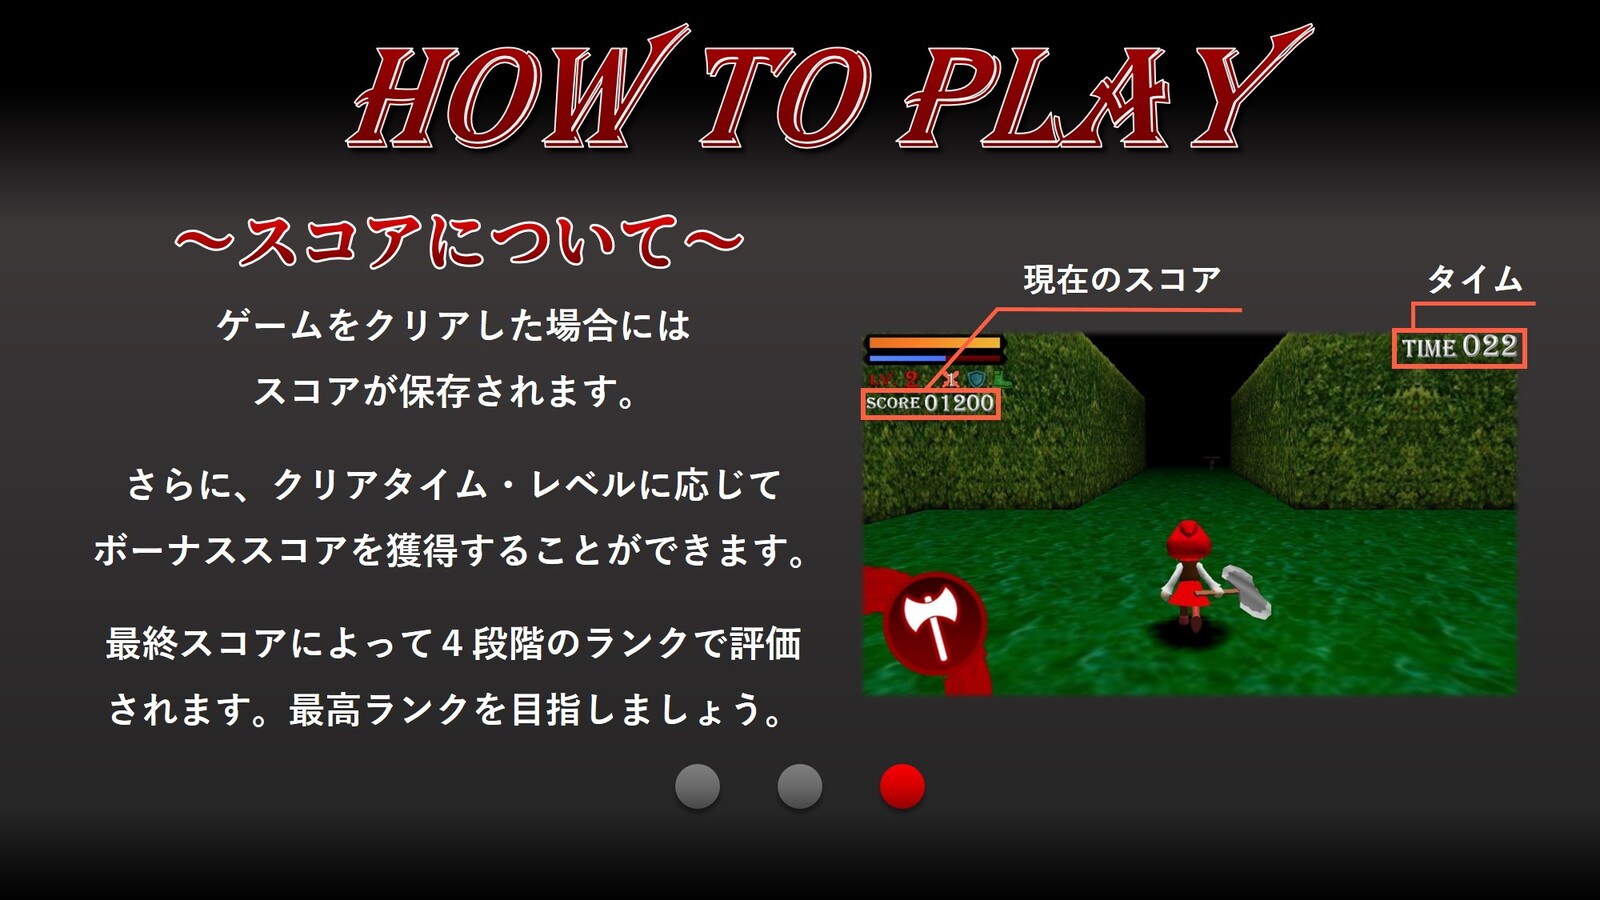 HOW TO PLAY
～スコアについて～
ゲームをクリアした場合には
スコアが保存されます。
さらに、クリアタイム・レベルに応じて
ボーナススコアを獲得することができます。
最終スコアによって４段階のランクで評価
されます。最高ランクを目指しましょう。
現在のスコア
タイム
TIME 022
LV 2 1
SCORE 01200